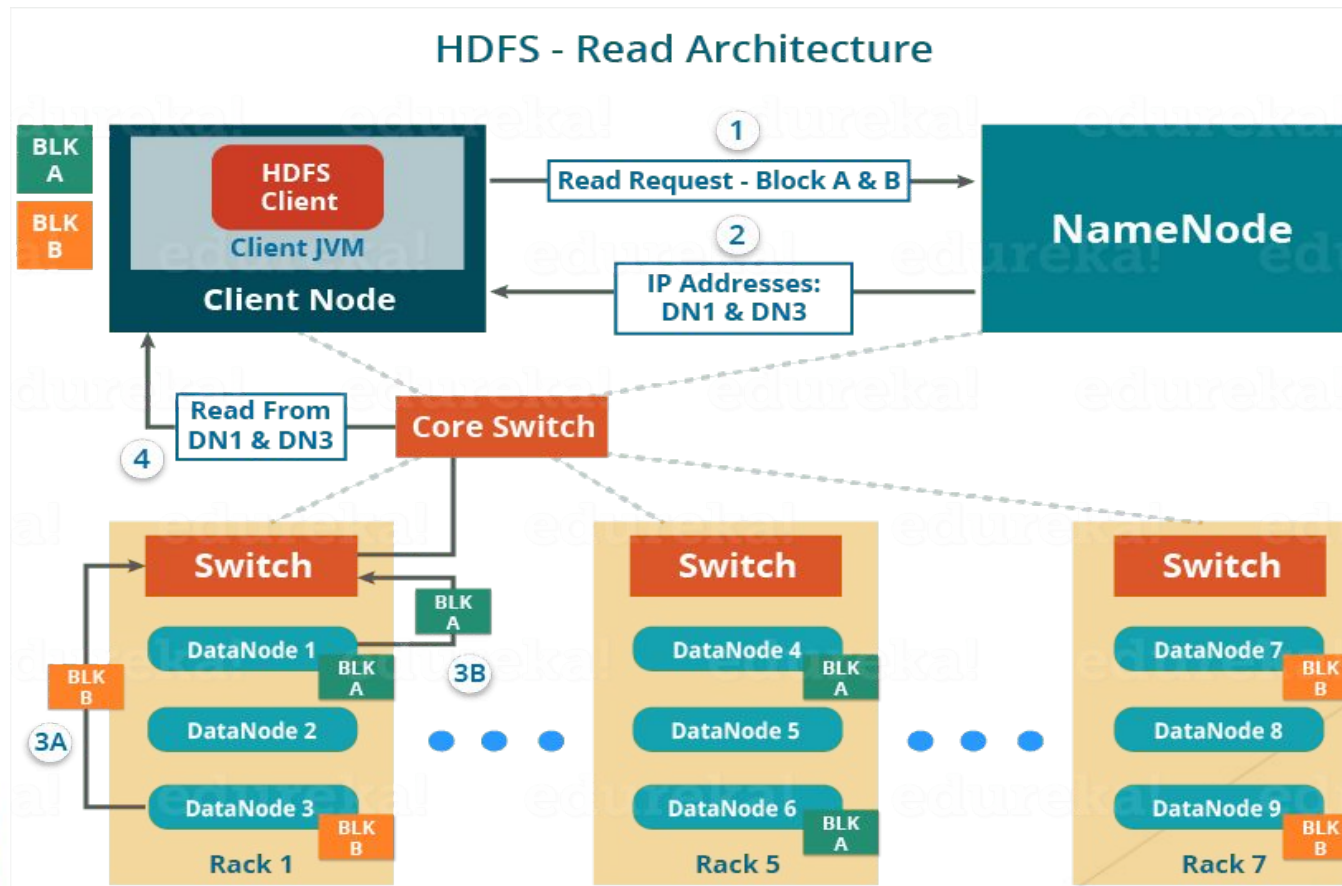 HDFS - Read Architecture
BLK
A
BLK
B
HDFS
Client
Client JVM
Client Node
1
Read Request - Block A & B
2
IP Addresses:
DN1 & DN3
NameNode
Read From
DN1 & DN3
4
Core Switch
Switch
DataNode 1
BLK
A
DataNode 2
DataNode 3
BLK
B
Rack 1
BLK
B
3A
BLK
A
3B
Switch
DataNode 4
BLK
A
DataNode 5
DataNode 6
BLK
A
Rack 5
Switch
DataNode 7
BLK
B
DataNode 8
DataNode 9
BLK
B
Rack 7
edureka!